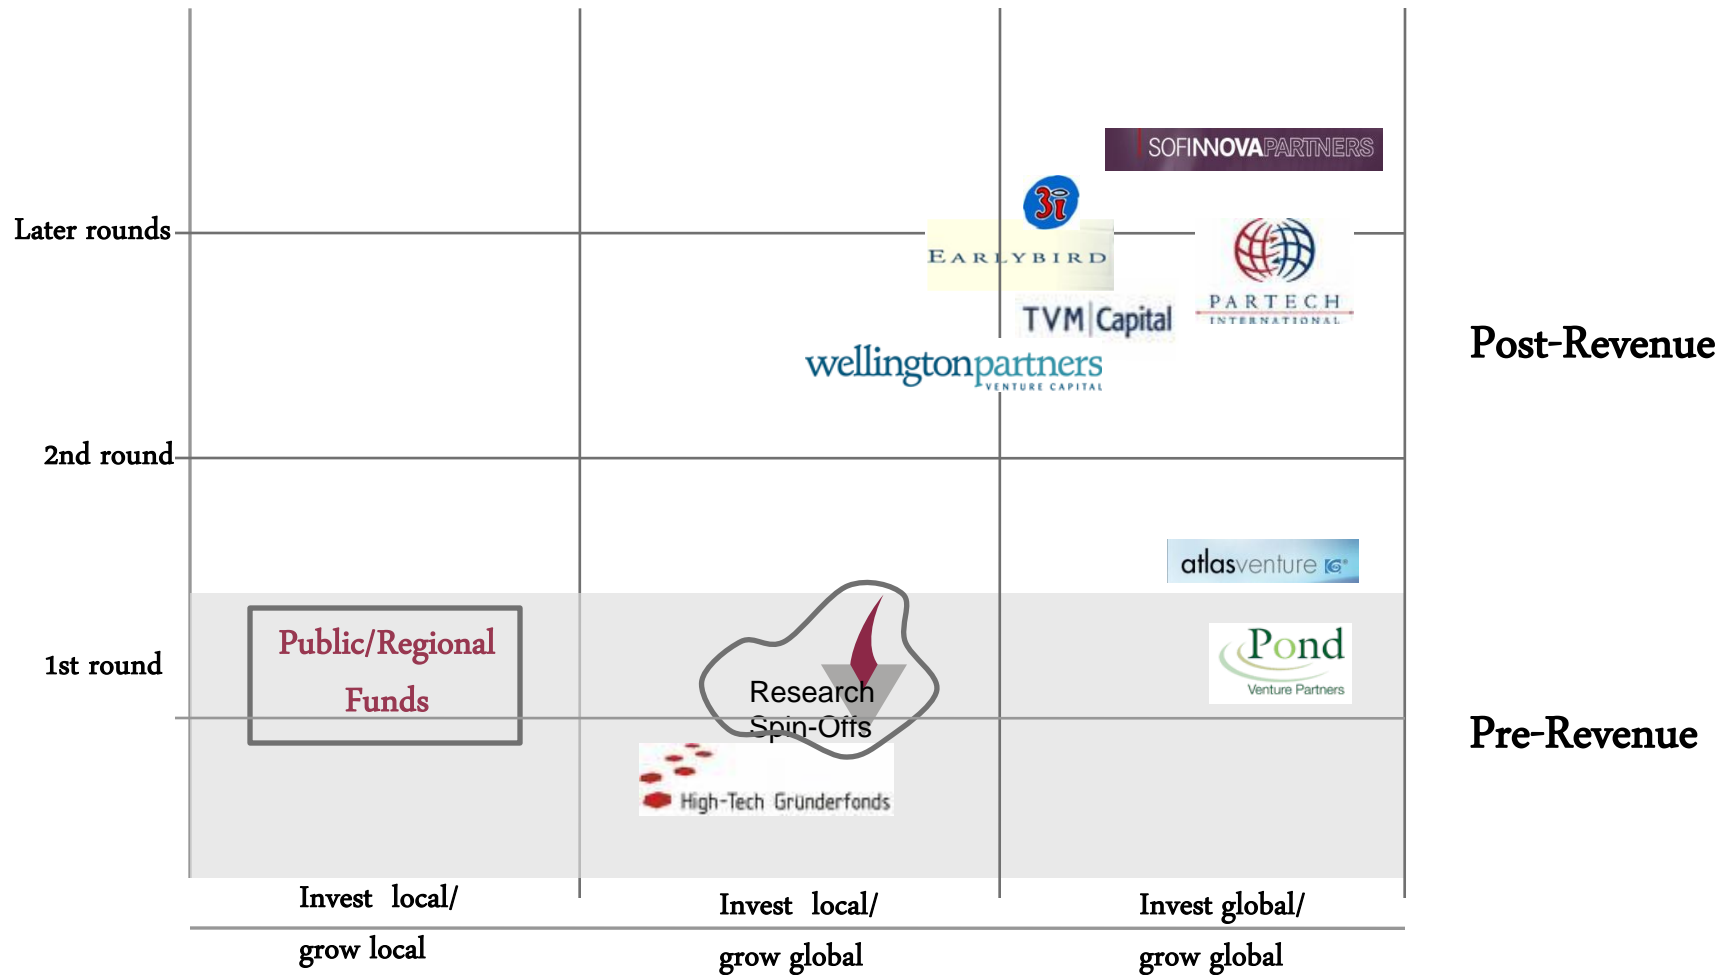 SOFINNOVAPARTNERS
3i
Later rounds
EARLYBIRD
PARTECH
INTERNATIONAL
TVM|Capital
Post-Revenue
wellingtonpartners
VENTURE CAPITAL
2nd round
atlasventure
Public/Regional
Funds
1st round
Research
Spin-Offs
Pond
Venture Partners
Pre-Revenue
High-Tech Gründerfonds
Invest local/
grow local
Invest local/
grow global
Invest global/
grow global